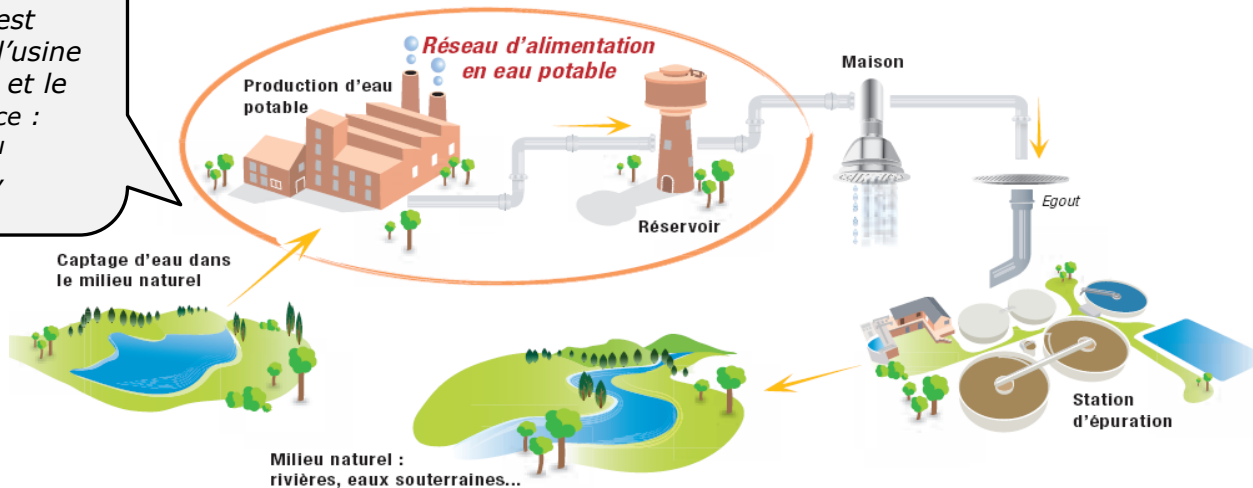 est
l'usine
et le
ce :
Réseau d'alimentation
en eau potable
Production d'eau
potable
Maison
Réservoir
Egout
Captage d'eau dans
le milieu naturel
Station
d'épuration
Milieu naturel :
rivières, eaux souterraines...